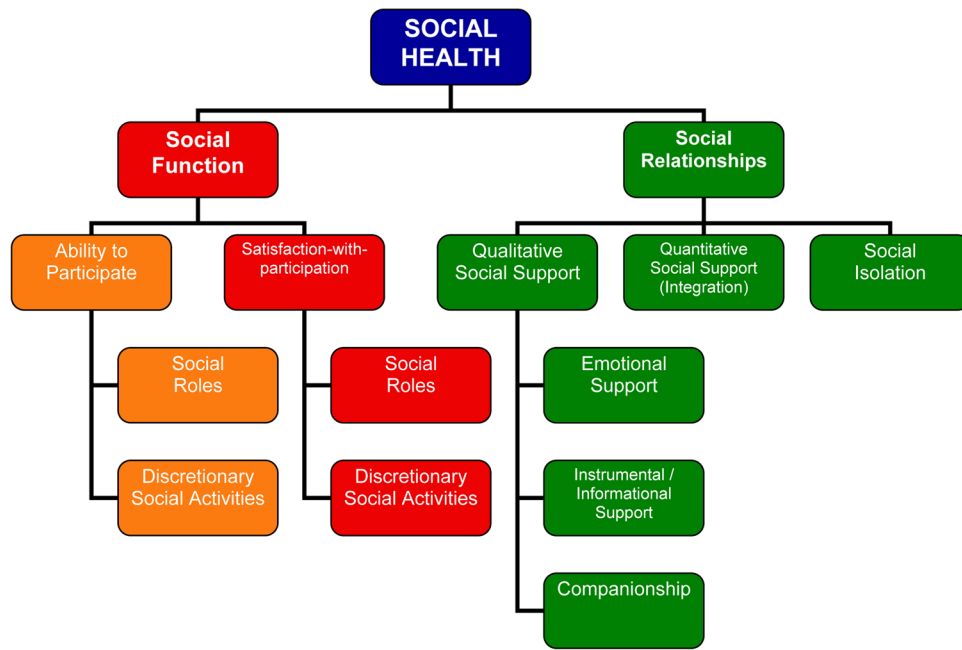 SOCIAL
HEALTH
Social
Function
Social
Relationships
Ability to
Participate
Satisfaction-with-
participation
Qualitative
Social Support
Quantitative
Social Support
(Integration)
Social
Isolation
Social
Roles
Social
Roles
Emotional
Support
Discretionary
Social Activities
Discretionary
Social Activities
Instrumental /
Informational
Support
Companionship